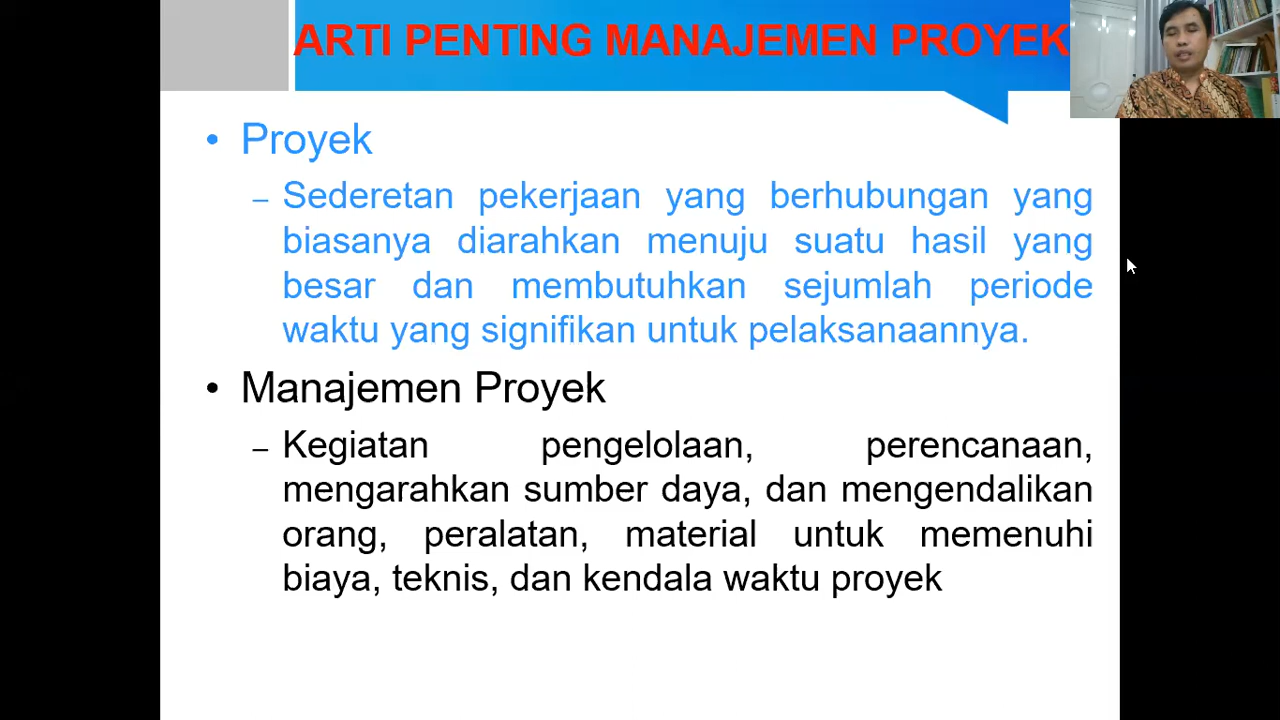 ARTI PENTING MANAJEMEN PROYEK
• Proyek
– Sederetan pekerjaan yang berhubungan yang
biasanya diarahkan menuju suatu hasil yang
besar dan membutuhkan sejumlah periode
waktu yang signifikan untuk pelaksanaannya.
• Manajemen Proyek
– Kegiatan pengelolaan, perencanaan,
mengarahkan sumber daya, dan mengendalikan
orang, peralatan, material untuk memenuhi
biaya, teknis, dan kendala waktu proyek